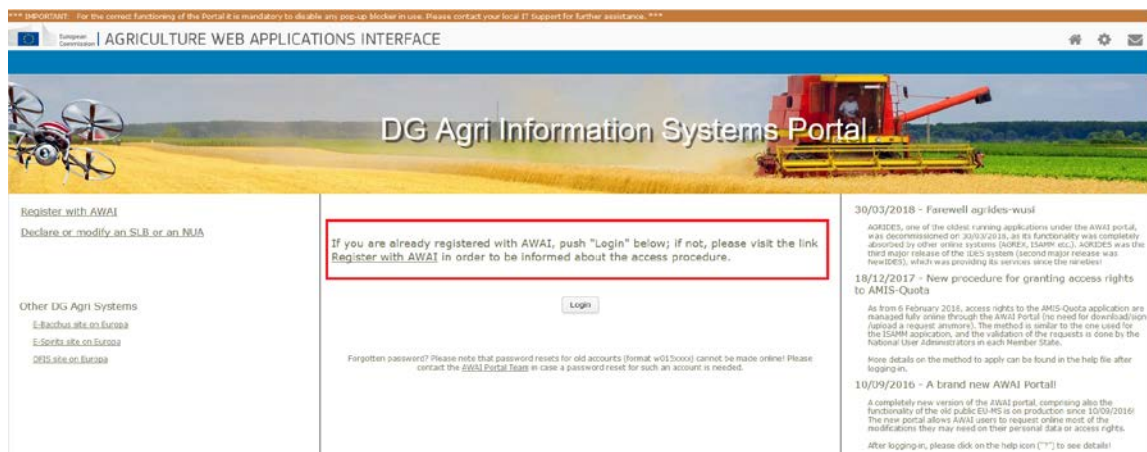 *** IMPORTANT: For the correct functioning of the Portal it is mandatory to disable any pop-up blocker in use. Please contact your local IT Support for further assistance. ***
European
Commission
AGRICULTURE WEB APPLICATIONS INTERFACE
DG Agri Information Systems Portal
Register with AWAI
Declare or modify an SLB or an NUA
Other DG Agri Systems
E-Bacchus site on Europa
E-Spirits site on Europa
OFIS site on Europa
If you are already registered with AWAI, push "Login" below; if not, please visit the link
Register with AWAI in order to be informed about the access procedure.
Login
Forgotten password? Please note that password resets for old accounts (format w015xxxx) cannot be made online! Please
contact the AWAI Portal Team in case a password reset for such an account is needed.
30/03/2018 - Farewell agrides-wusi
AGRIDES, one of the oldest running applications under the AWAI portal,
was decommissioned on 30/03/2018, as its functionality was completely
absorbed by other online systems (AGREX, ISAMM etc.). AGRIDES was the
third major release of the IDES system (second major release was
NewIDES), which was providing its services since the nineties!
18/12/2017 - New procedure for granting access rights
to AMIS-Quota
As from 6 February 2016, access rights to the AMIS-Quota application are
managed fully online through the AWAI Portal (no need for download/sign
/upload a request anymore). The method is similar to the one used for
the ISAMM application, and the validation of the requests is done by the
National User Administrators in each Member State.
More details on the method to apply can be found in the help file after
logging-in.
10/09/2016 - A brand new AWAI Portal!
A completely new version of the AWAI portal, comprising also the
functionality of the old public EU-MS is on production since 10/09/2016!
The new portal allows AWAI users to request online most of the
modifications they may need on their personal data or access rights.
After logging-in, please click on the help icon ("?") to see details!